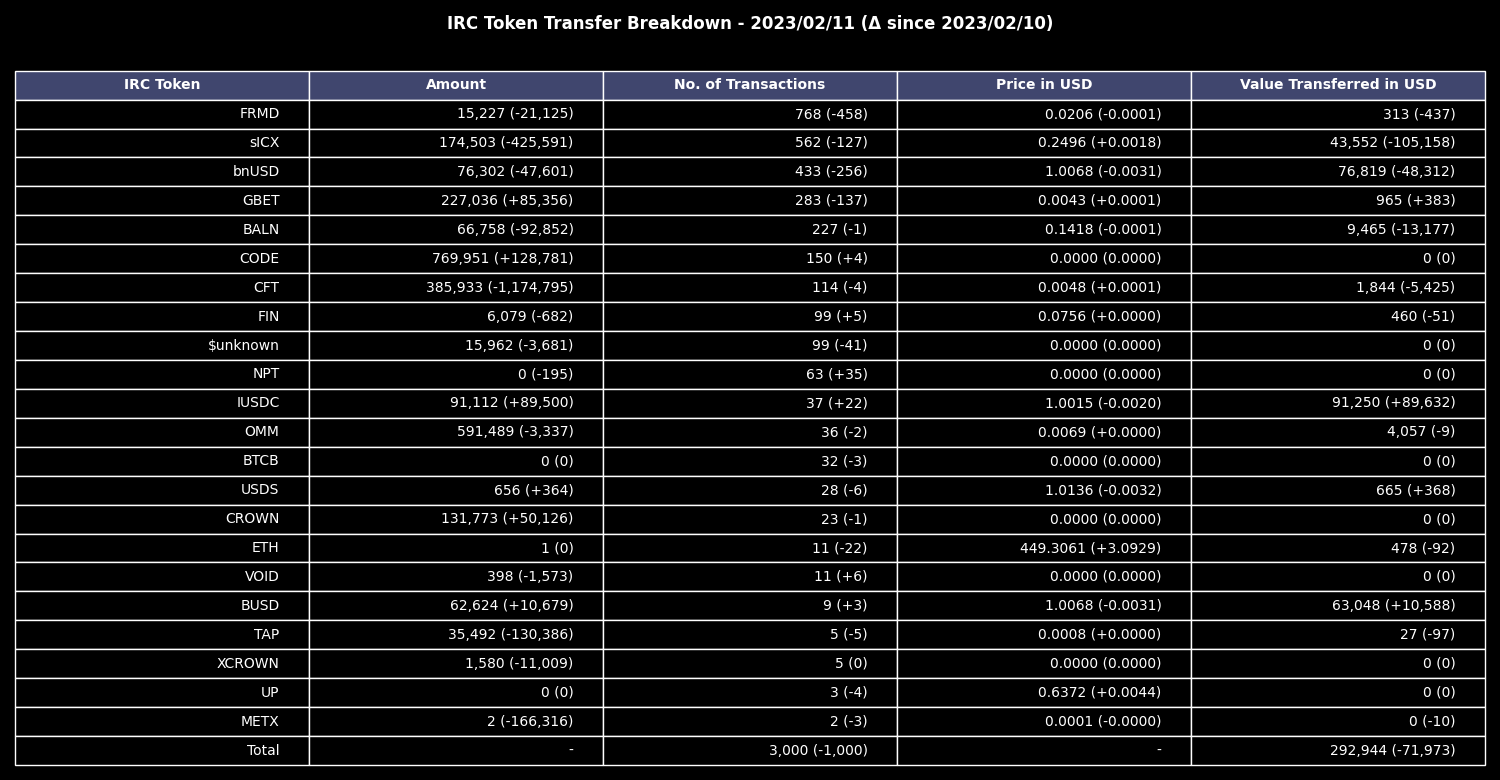 IRC Token Transfer Breakdown - 2023/02/11 (Δ since 2023/02/10)
IRC Token Amount No. of Transactions Price in USD Value Transferred in USD
FRMD 15,227 (-21,125) 768 (-458) 0.0206 (-0.0001) 313 (-437)
sICX 174,503 (-425,591) 562 (-127) 0.2496 (+0.0018) 43,552 (-105,158)
bnUSD 76,302 (-47,601) 433 (-256) 1.0068 (-0.0031) 76,819 (-48,312)
GBET 227,036 (+85,356) 283 (-137) 0.0043 (+0.0001) 965 (+383)
BALN 66,758 (-92,852) 227 (-1) 0.1418 (-0.0001) 9,465 (-13,177)
CODE 769,951 (+128,781) 150 (+4) 0.0000 (0.0000) 0 (0)
CFT 385,933 (-1,174,795) 114 (-4) 0.0048 (+0.0001) 1,844 (-5,425)
FIN 6,079 (-682) 99 (+5) 0.0756 (+0.0000) 460 (-51)
$unknown 15,962 (-3,681) 99 (-41) 0.0000 (0.0000) 0 (0)
NPT 0 (-195) 63 (+35) 0.0000 (0.0000) 0 (0)
IUSDC 91,112 (+89,500) 37 (+22) 1.0015 (-0.0020) 91,250 (+89,632)
OMM 591,489 (-3,337) 36 (-2) 0.0069 (+0.0000) 4,057 (-9)
BTCB 0 (0) 32 (-3) 0.0000 (0.0000) 0 (0)
USDS 656 (+364) 28 (-6) 1.0136 (-0.0032) 665 (+368)
CROWN 131,773 (+50,126) 23 (-1) 0.0000 (0.0000) 0 (0)
ETH 1 (0) 11 (-22) 449.3061 (+3.0929) 478 (-92)
VOID 398 (-1,573) 11 (+6) 0.0000 (0.0000) 0 (0)
BUSD 62,624 (+10,679) 9 (+3) 1.0068 (-0.0031) 63,048 (+10,588)
TAP 35,492 (-130,386) 5 (-5) 0.0008 (+0.0000) 27 (-97)
XCROWN 1,580 (-11,009) 5 (0) 0.0000 (0.0000) 0 (0)
UP 0 (0) 3 (-4) 0.6372 (+0.0044) 0 (0)
METX 2 (-166,316) 2 (-3) 0.0001 (-0.0000) 0 (-10)
Total - 3,000 (-1,000) - 292,944 (-71,973)